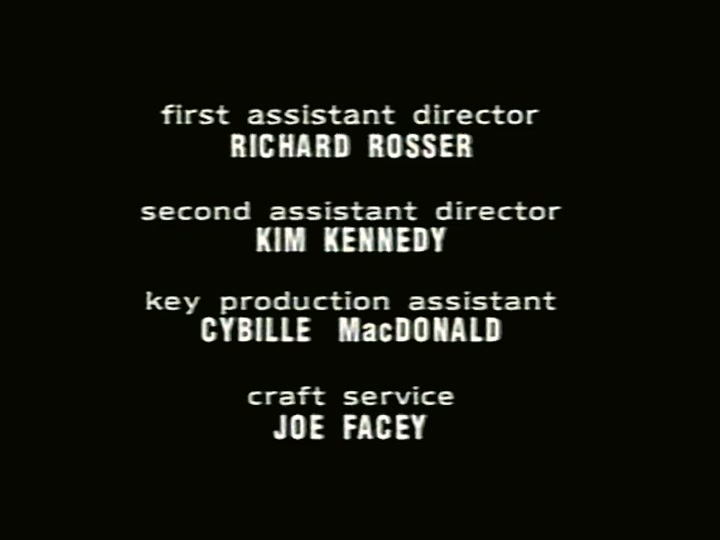 first assistant director
RICHARD ROSSER
second assistant director
KIM KENNEDY
key production assistant
CYBILLE MacDONALD
craft service
JOE FACEY